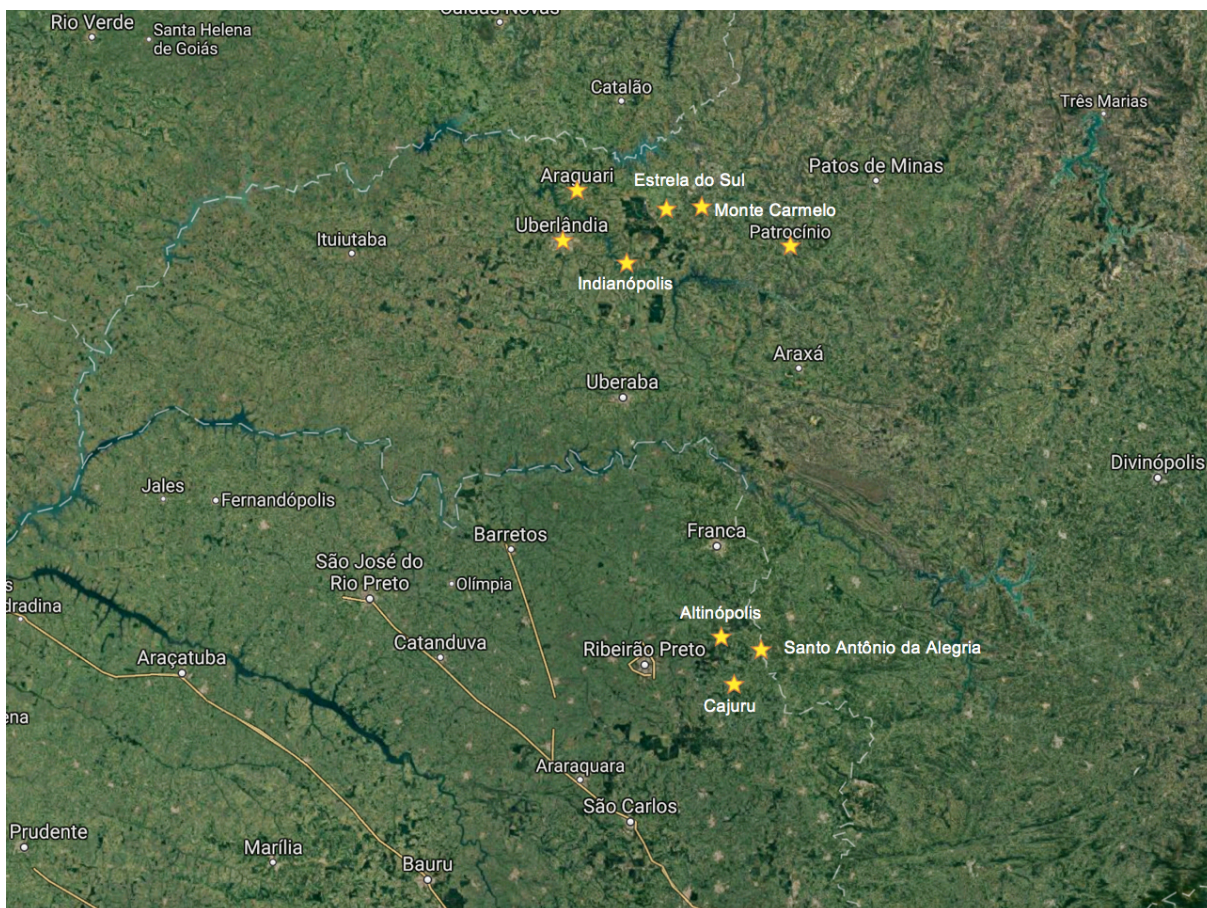 Rio Verde
Santa Helena
de Goiás
Catalão
Três Marias
Patos de Minas
Araguari
Estrela do Sul
Monte Carmelo
Patrocínio
Uberlândia
Ituiutaba
Indianópolis
Araxá
Uberaba
Divinópolis
Jales
Fernandópolis
Barretos
Franca
São José do
Rio Preto
Olímpia
dradina
Altinópolis
Catanduva
Ribeirão Preto
Santo Antônio da Alegria
Araçatuba
Cajuru
ena
Araraquara
São Carlos
Prudente
Marília
Bauru